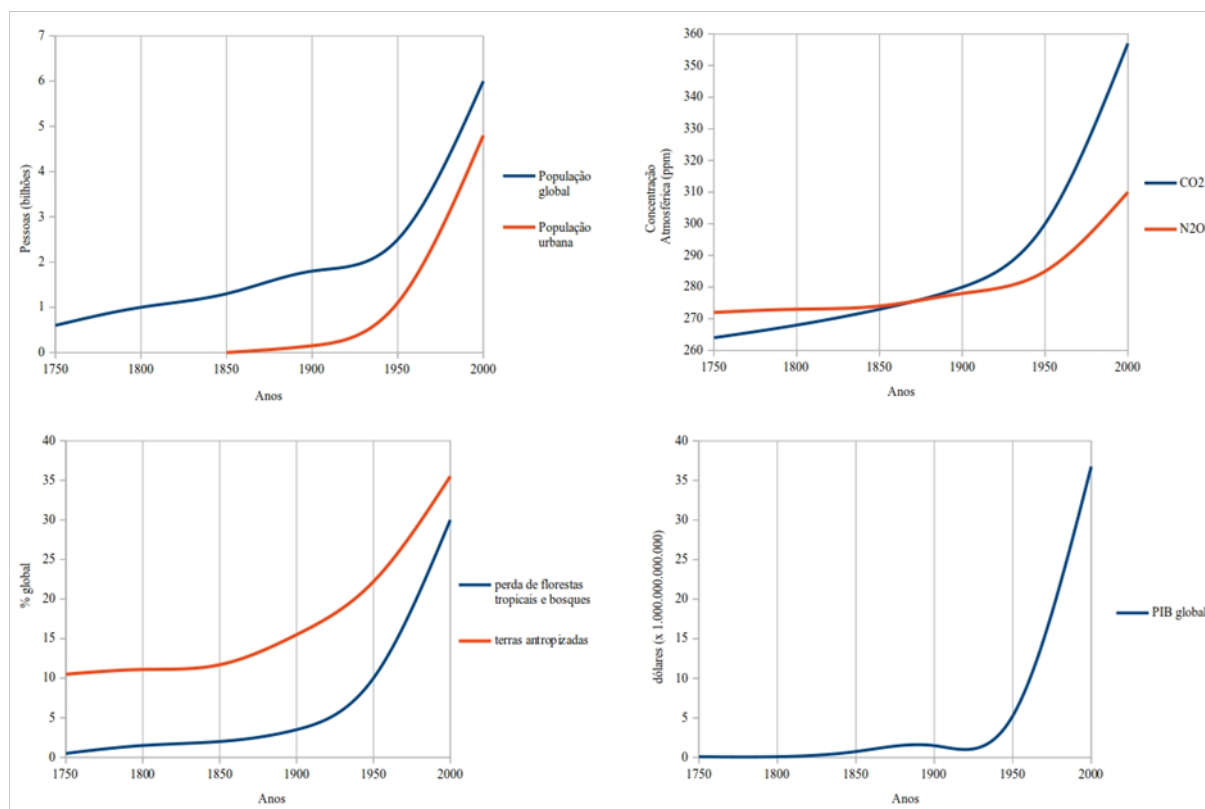 7
6
5
4
3
2
1
0
Pessoas (bilhões)
1750 1800 1850 1900 1950 2000
Anos
População
global
População
urbana
360
350
340
330
320
310
300
290
280
270
260
Concentração
Atmosférica (ppm)
1750 1800 1850 1900 1950 2000
Anos
CO2
N2O
40
35
30
25
20
15
10
5
0
% global
1750 1800 1850 1900 1950 2000
Anos
perda de florestas
tropicais e bosques
terras antropizadas
40
35
30
25
20
15
10
5
0
dólares (x 1.000.000.000.000)
1750 1800 1850 1900 1950 2000
Anos
PIB global